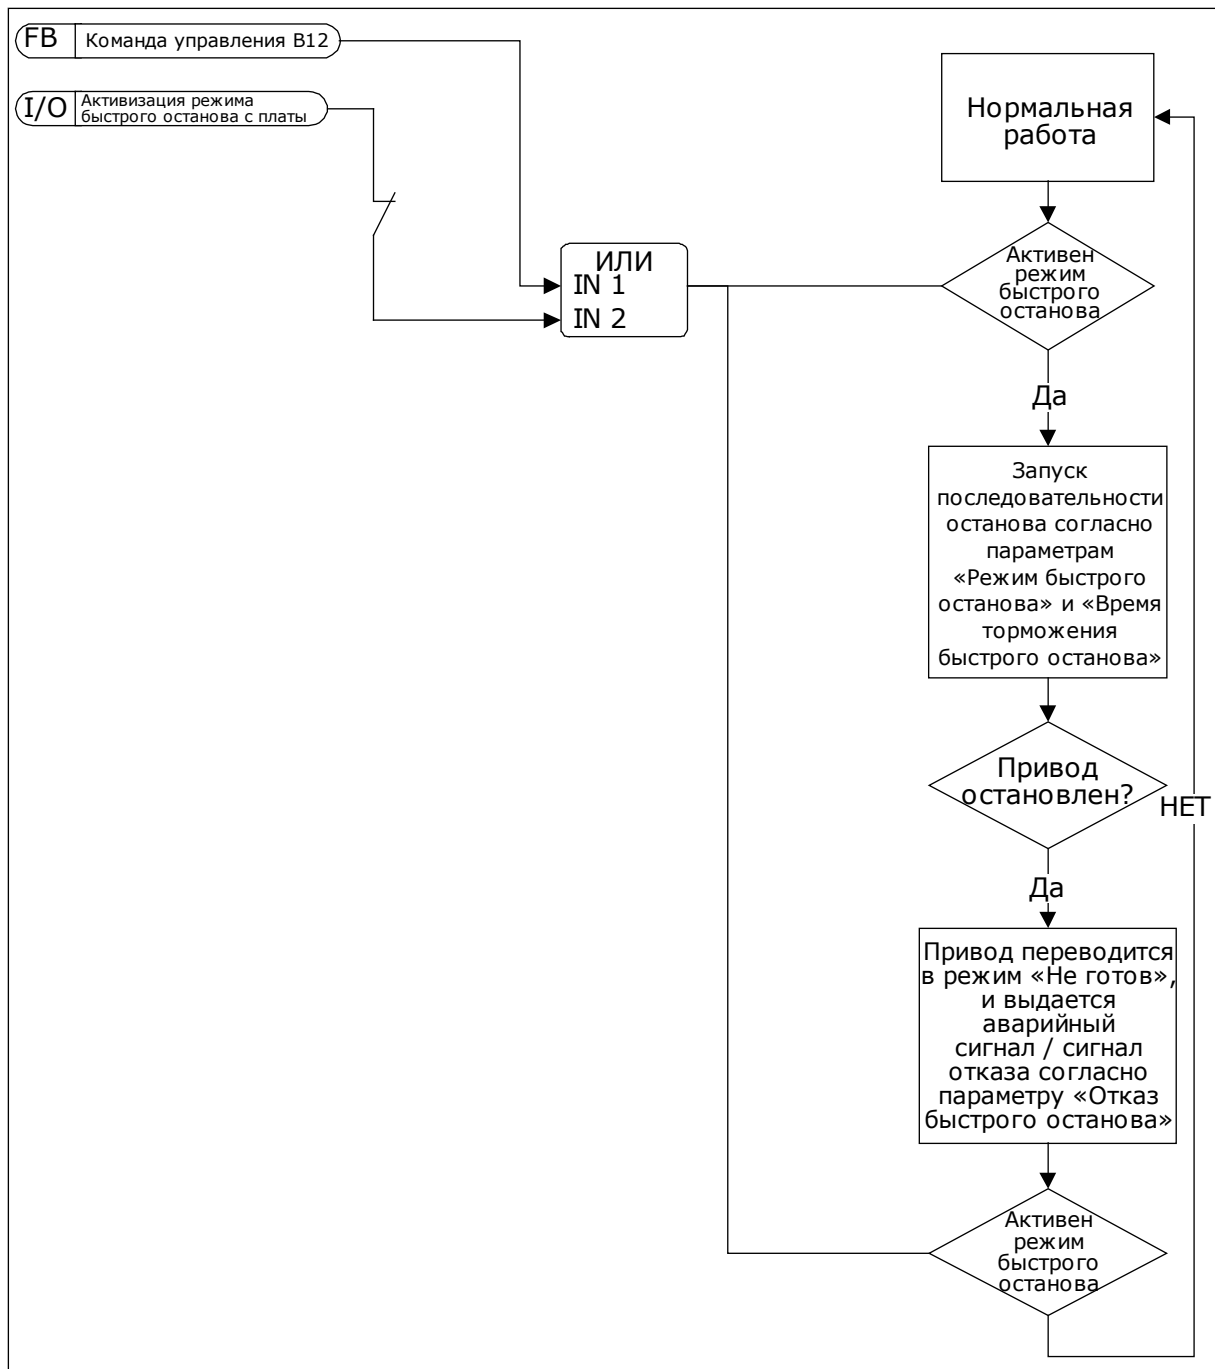 FB
Команда управления B12
I/O
Активизация режима
быстрого останова с платы
ИЛИ
IN 1
IN 2
Нормальная
работа
Активен
режим
быстрого
останова
Да
Запуск
последовательности
останова согласно
параметрам
«Режим быстрого
останова» и «Время
торможения
быстрого останова»
Привод
остановлен?
НЕТ
Да
Привод переводится
в режим «Не готов»,
и выдается
аварийный
сигнал / сигнал
отказа согласно
параметру «Отказ
быстрого останова»
Активен
режим
быстрого
останова